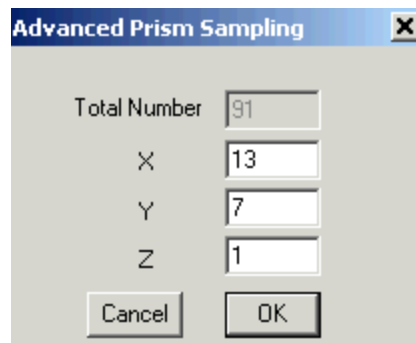 Advanced Prism Sampling
Total Number 91
X 13
Y 7
Z 1
Cancel OK